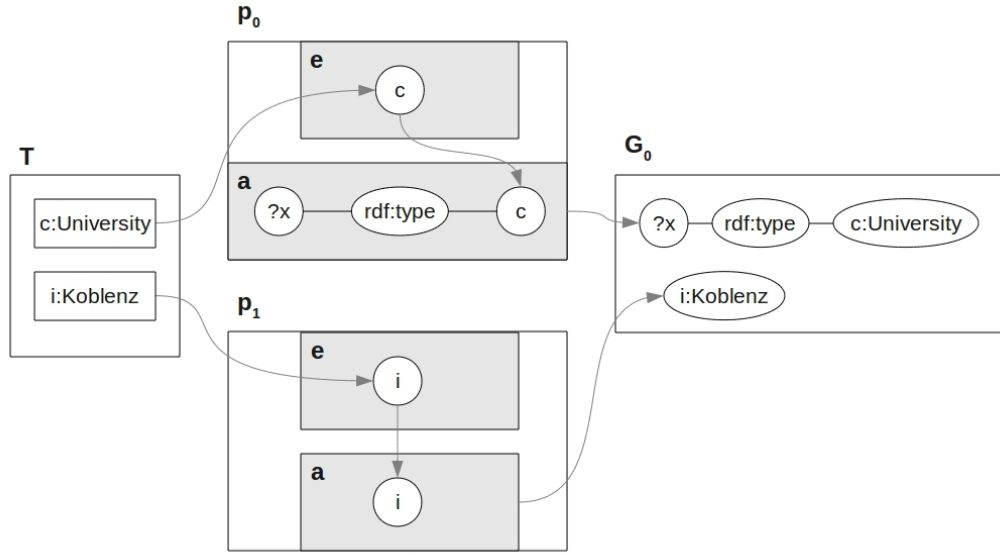 p0
e
c
T
c:University
i:Koblenz
a
?x rdf:type c
G0
?x rdf:type c:University
i:Koblenz
p1
e
i
a
i